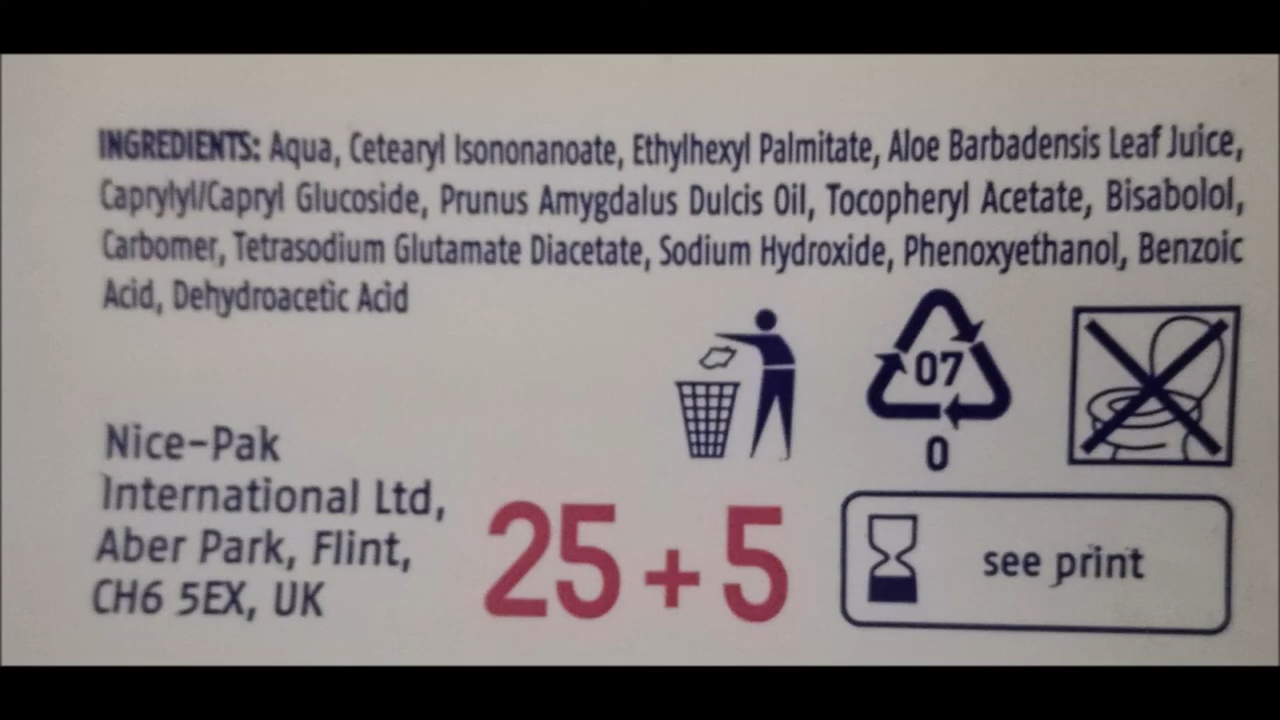 INGREDIENTS: Aqua, Cetearyl Isononanoate, Ethylhexyl Palmitate, Aloe Barbadensis Leaf Juice,
Caprylyl/Capryl Glucoside, Prunus Amygdalus Dulcis Oil, Tocopheryl Acetate, Bisabolol,
Carbomer, Tetrasodium Glutamate Diacetate, Sodium Hydroxide, Phenoxyethanol, Benzoic
Acid, Dehydroacetic Acid
07
0
Nice-Pak
International Ltd,
Aber Park, Flint,
CH6 5EX, UK
25+5
see print